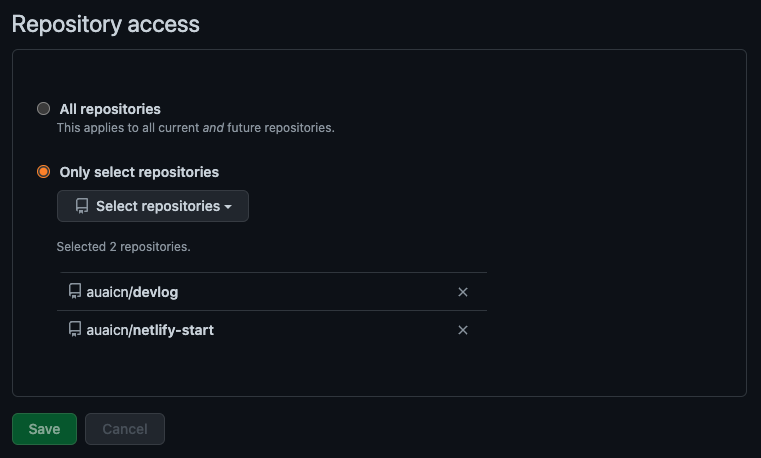 Repository access
All repositories
This applies to all current and future repositories.
Only select repositories
Select repositories
Selected 2 repositories.
auaicn/devlog
auaicn/netlify-start
Save
Cancel